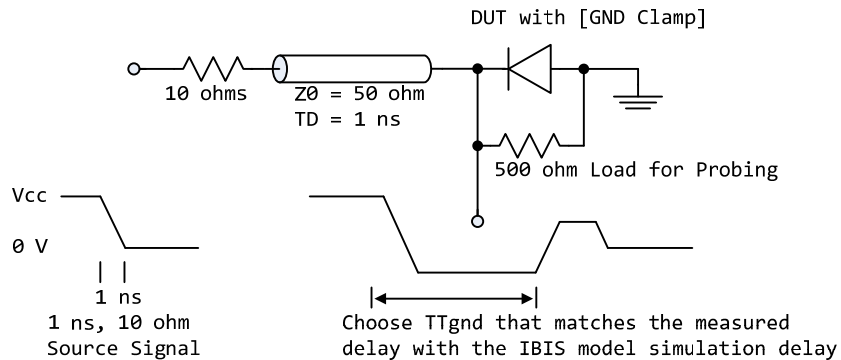 DUT with [GND Clamp]
10 ohms
Z0 = 50 ohm
TD = 1 ns
500 ohm Load for Probing
Vcc
0 V
1 ns
1 ns, 10 ohm
Source Signal
Choose TTgnd that matches the measured
delay with the IBIS model simulation delay